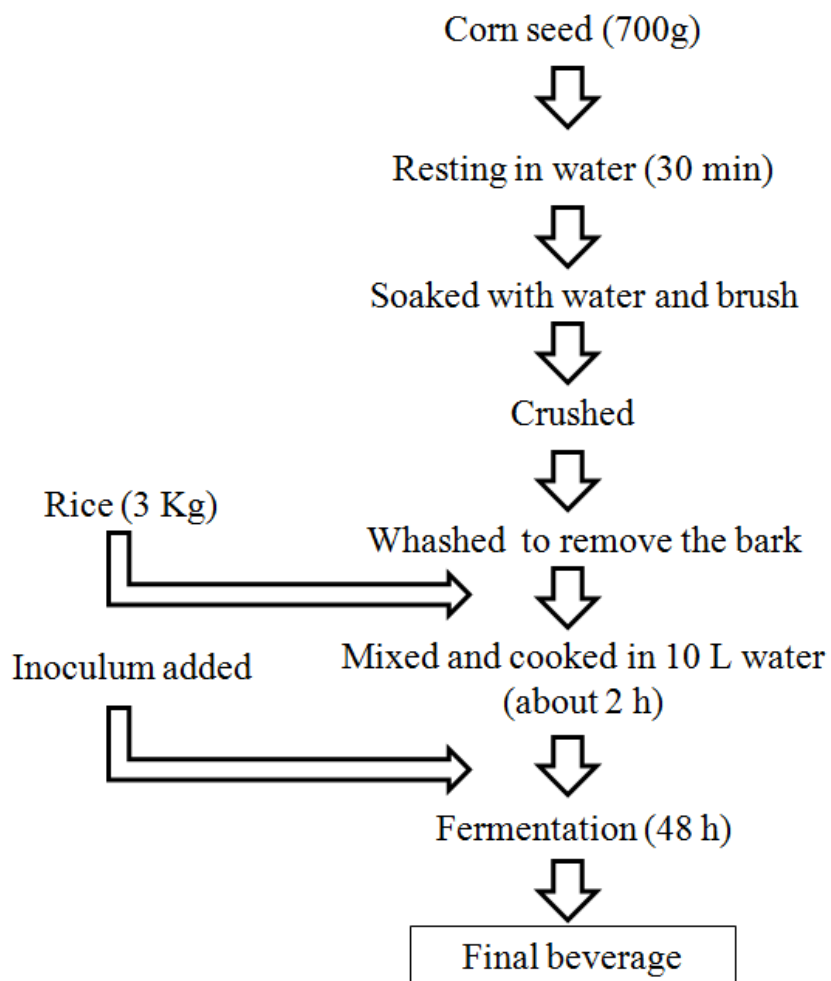 Corn seed (700g)
Resting in water (30 min)
Soaked with water and brush
Crushed
Rice (3 Kg)
Whashed to remove the bark
Inoculum added
Mixed and cooked in 10 L water
(about 2 h)
Fermentation (48 h)
Final beverage